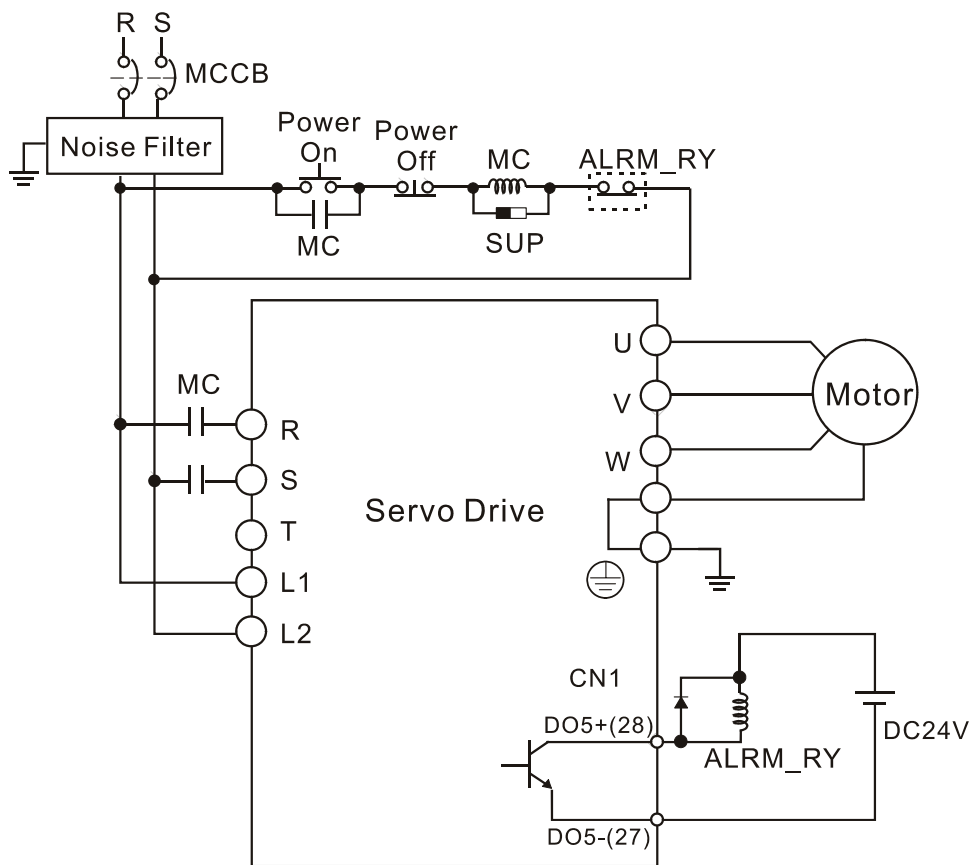 R S
MCCB
Noise Filter
Power
On
Power
Off
MC
ALRM_RY
MC
SUP
MC
R
S
T
L1
L2
Servo Drive
U
V
W
Motor
CN1
DO5+(28)
DO5-(27)
ALRM_RY
DC24V